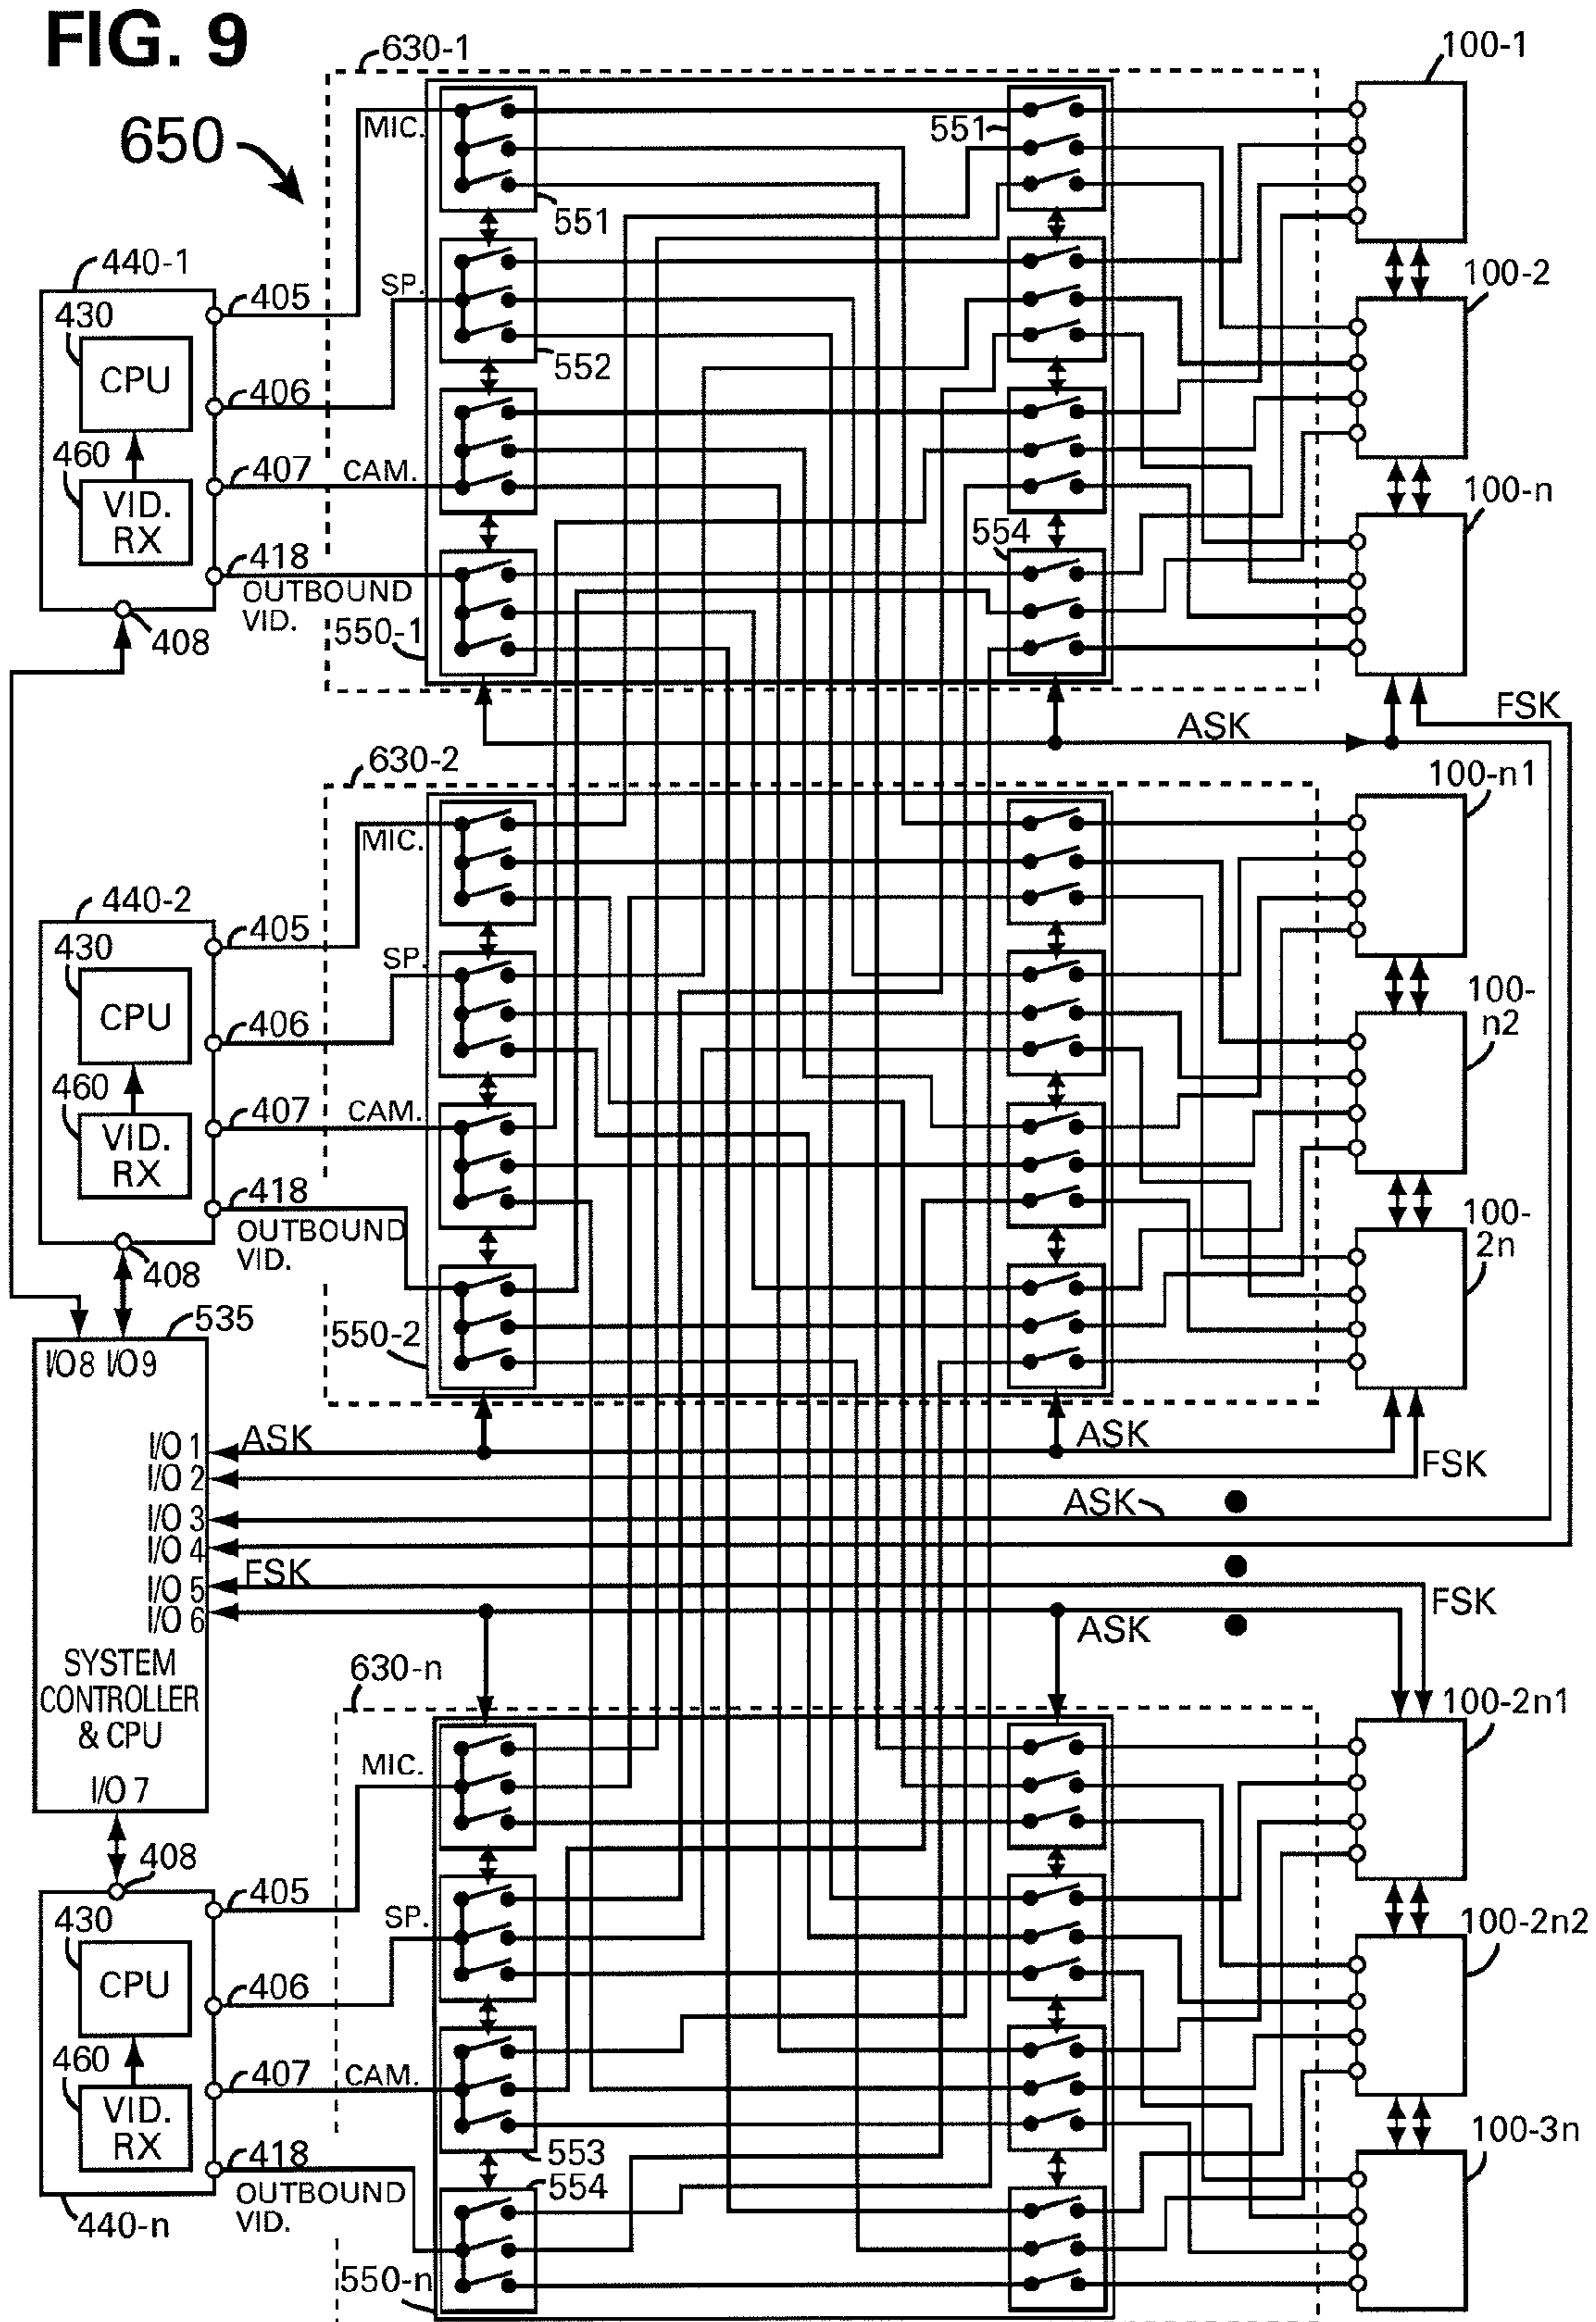 FIG. 9
650
630-1
100-1
MIC.
551
551
440-1
405
SP.
100-2
430
CPU
552
406
460
407
CAM.
100-n
VID.
RX
554
418
OUTBOUND
VID.
550-1
408
FSK
ASK
630-2
100-n1
MIC.
440-2
405
430
SP.
100-
n2
CPU
406
460
407
CAM.
VID.
RX
418
100-
2n
OUTBOUND
VID.
408
535
550-2
I/O8 I/O9
I/O 1
ASK
ASK
I/O 2
FSK
I/O 3
ASK
I/O 4
I/O 5
FSK
FSK
I/O 6
ASK
SYSTEM
CONTROLLER
& CPU
630-n
100-2n1
MIC.
I/O 7
408
405
430
SP.
100-2n2
CPU
406
460
407
CAM.
VID.
RX
553
100-3n
418
554
OUTBOUND
VID.
440-n
550-n